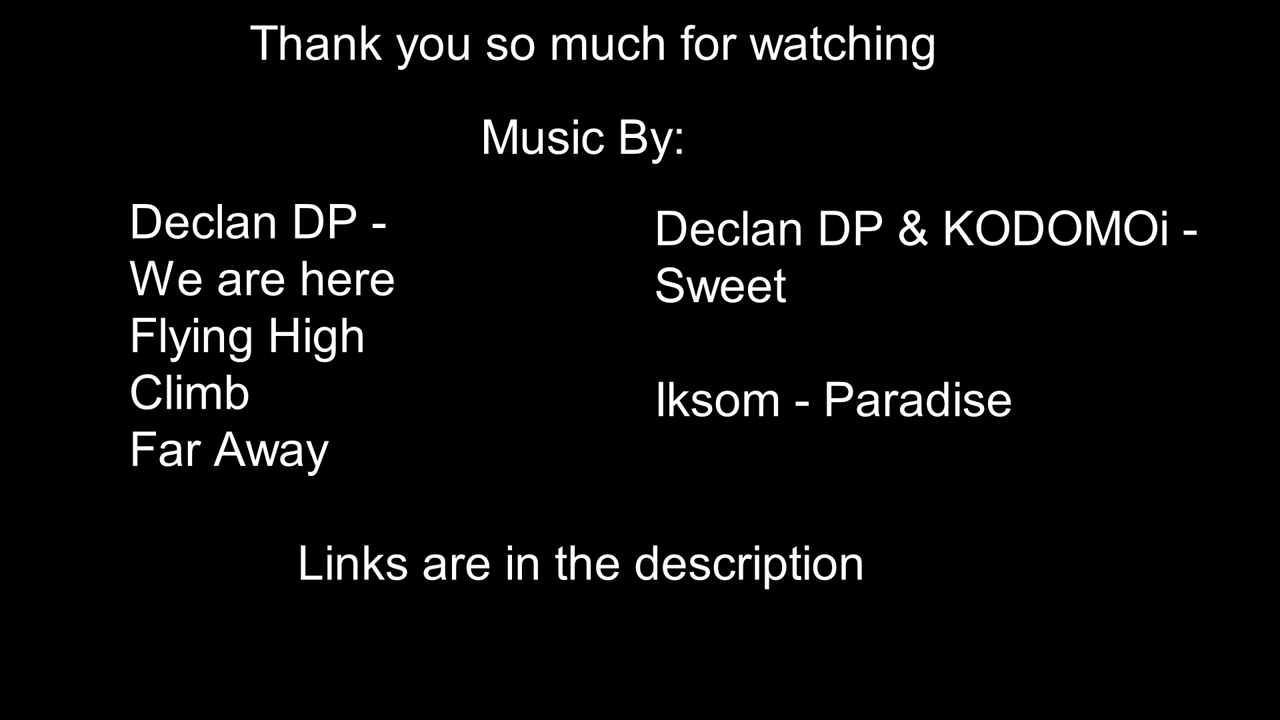 Thank you so much for watching
Music By:
Declan DP -
We are here
Flying High
Climb
Far Away
Declan DP & KODOMOi -
Sweet
Iksom - Paradise
Links are in the description